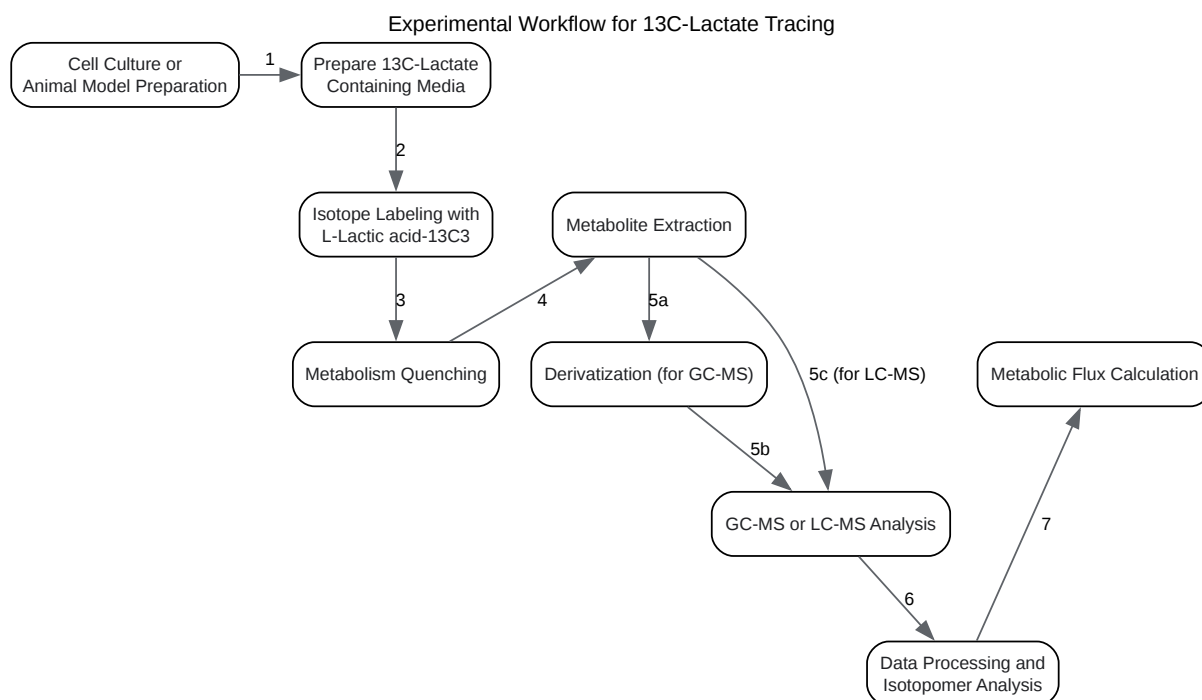 Experimental Workflow for 13C-Lactate Tracing
Cell Culture or
Animal Model Preparation
1
Prepare 13C-Lactate
Containing Media
2
Isotope Labeling with
L-Lactic acid-13C3
Metabolite Extraction
3
4
5a
Metabolism Quenching
Derivatization (for GC-MS)
5c (for LC-MS)
Metabolic Flux Calculation
5b
GC-MS or LC-MS Analysis
7
6
Data Processing and
Isotopomer Analysis